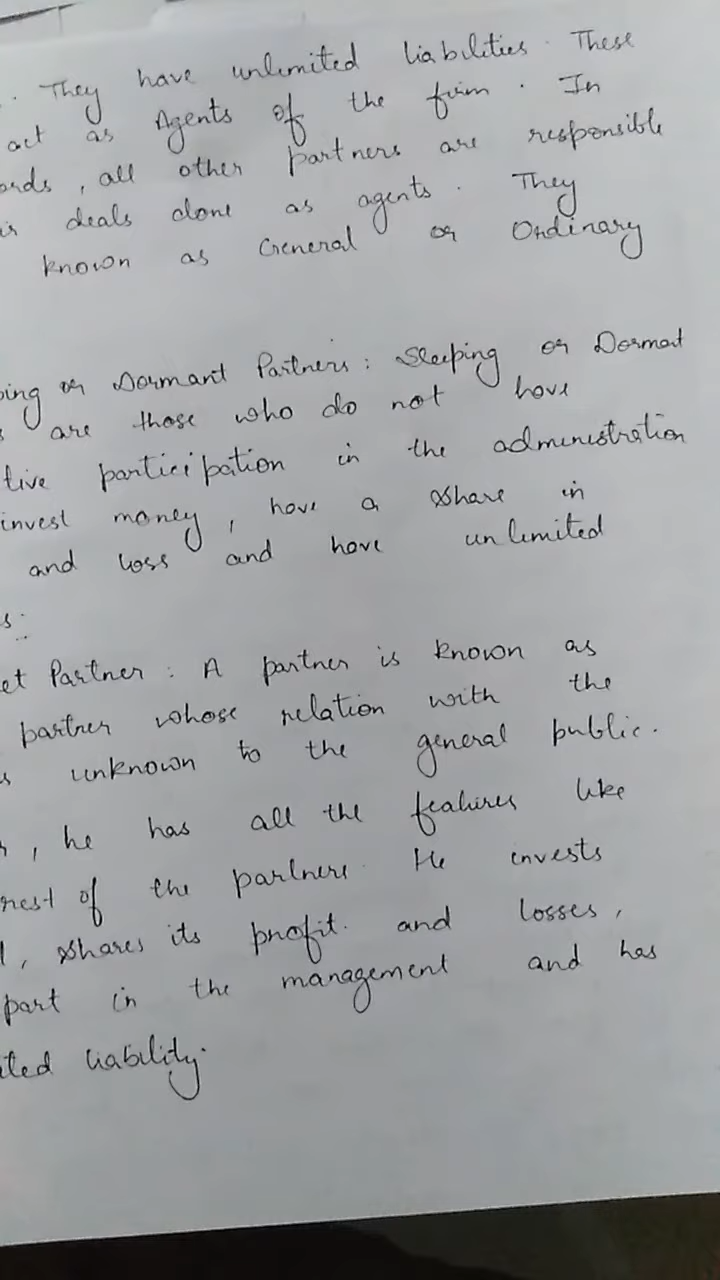 . They have unlimited liabilities. These
act as Agents of the firm. In
ords, all other partners are responsible
deals done as agents. They
known as General or Ordinary
ping or Dormant Partners: Sleeping or Dormat
s are those who do not have
tive participation in the administration
invest money, have a share in
and loss and have unlimited
s:
et Partner: A partner is known as
partner whose relation with the
s unknown to the general public.
r, he has all the features like
rest of the partners. He invests
l, shares its profit. and losses,
part in the management and has
ited liability.